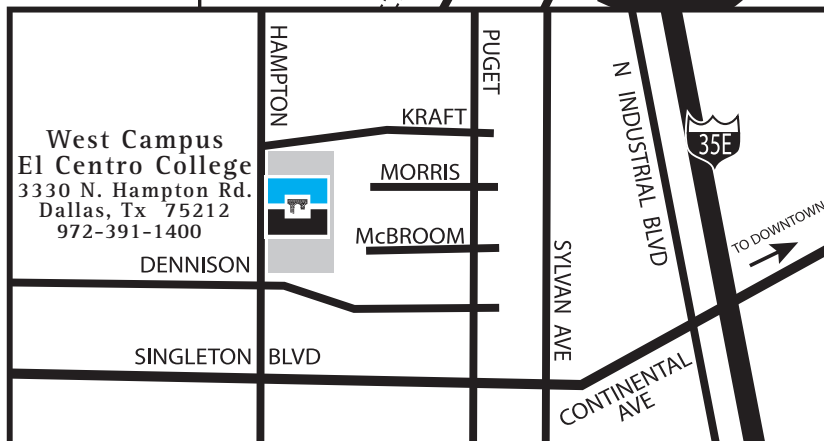 HAMPTON
PUGET
N INDUSTRIAL BLVD
KRAFT
35E
West Campus
El Centro College
3330 N. Hampton Rd.
Dallas, Tx 75212
972-391-1400
MORRIS
McBROOM
TO DOWNTOWN
DENNISON
SYLVAN AVE
SINGLETON BLVD
CONTINENTAL
AVE